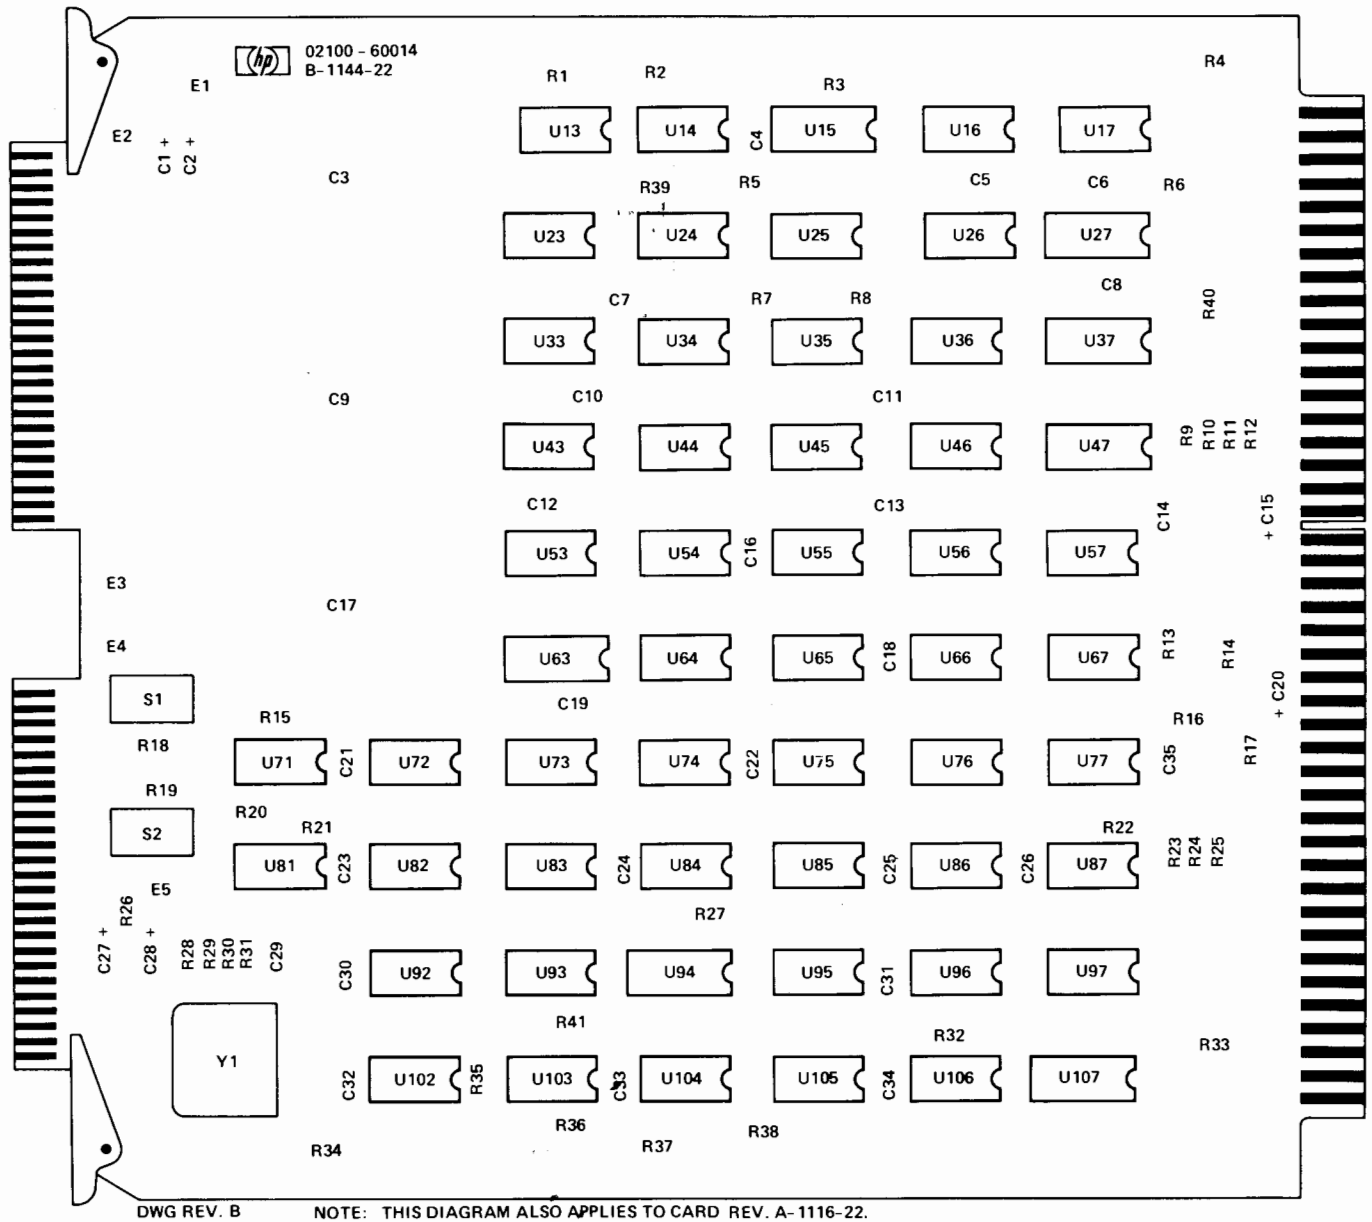 hp 02100 - 60014
B-1144-22
E1
R1
R2
R3
R4
E2
C1 +
C2 +
U13
U14
C4
U15
U16
U17
C3
R39
R5
C5
C6
R6
U23
U24
U25
U26
U27
C7
R7
R8
C8
R40
U33
U34
U35
U36
U37
C9
C10
C11
U43
U44
U45
U46
U47
R9
R10
R11
R12
C12
C13
C14
+ C15
U53
U54
C16
U55
U56
U57
E3
C17
E4
U63
U64
U65
C18
U66
U67
R13
R14
S1
C19
+ C20
R15
R16
R18
U71
C21
U72
U73
U74
C22
U75
U76
U77
C35
R17
R19
R20
R21
R22
S2
U81
C23
U82
U83
C24
U84
U85
C25
U86
C26
U87
R23
R24
R25
E5
R26
R27
C27 +
C28 +
R28
R29
R30
R31
C29
C30
U92
U93
U94
U95
C31
U96
U97
R41
R32
R33
Y1
C32
U102
R35
U103
C33
U104
U105
C34
U106
U107
R36
R38
R34
R37
DWG REV. B NOTE: THIS DIAGRAM ALSO APPLIES TO CARD REV. A-1116-22.